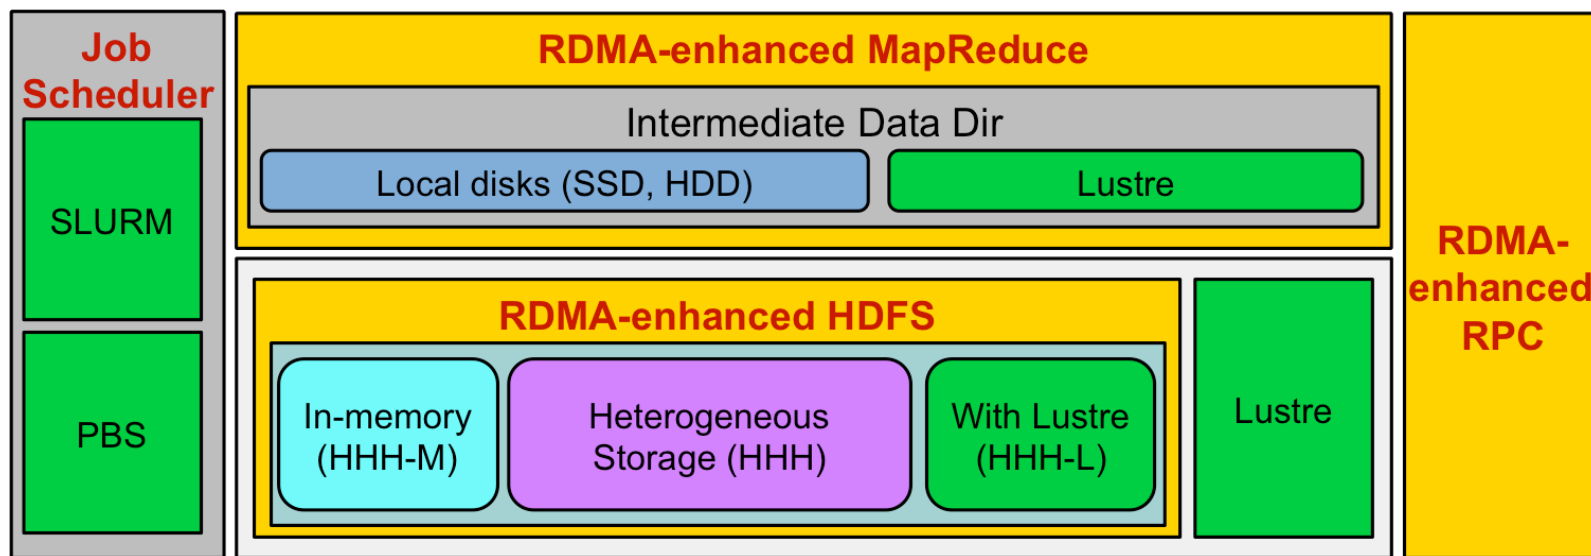 Job
Scheduler
SLURM
PBS
RDMA-enhanced MapReduce
Intermediate Data Dir
Local disks (SSD, HDD)
Lustre
RDMA-enhanced HDFS
In-memory
(HHH-M)
Heterogeneous
Storage (HHH)
With Lustre
(HHH-L)
Lustre
RDMA-
enhanced
RPC